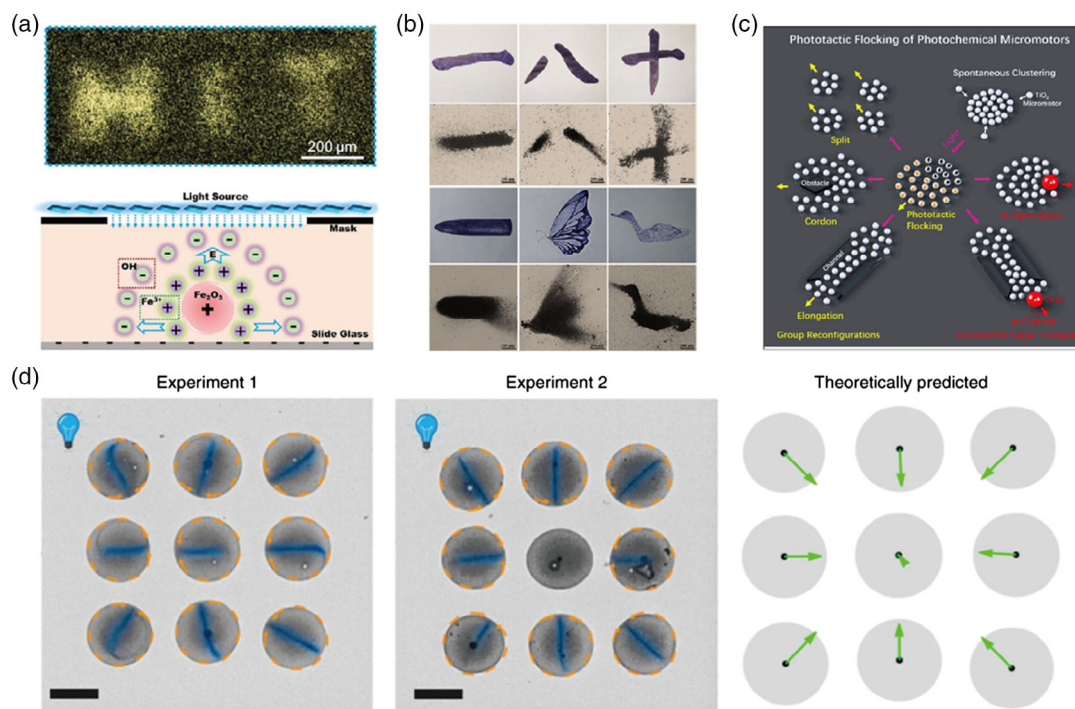 (a)
200 μm
Light Source
Mask
E
OH
Fe³⁺
Fe₂O₃
Slide Glass
(b)
(c)
Phototactic Flocking of Photochemical Micromotors
Spontaneous Clustering
TiO₂
Micromotor
Split
Light
Obstacle
Cordon
Phototactic
Flocking
Channel
Elongation
Group Reconfigurations
(d)
Experiment 1
Experiment 2
Theoretically predicted